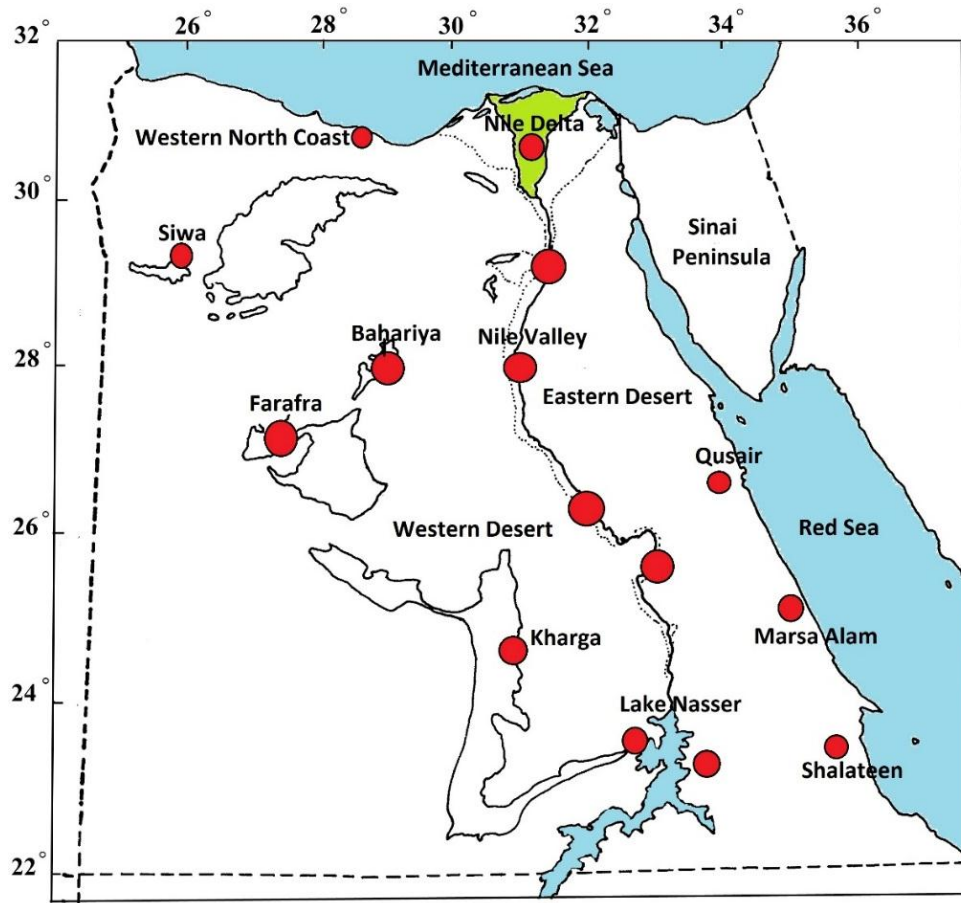 26° 28° 30° 32° 34° 36°
32°
Mediterranean Sea
Western North Coast
Nile Delta
30°
Siwa
Sinai
Peninsula
Bahariya
Nile Valley
28°
Eastern Desert
Farafra
Qusair
Western Desert
Red Sea
26°
Kharga
Marsa Alam
24°
Lake Nasser
Shalateen
22°